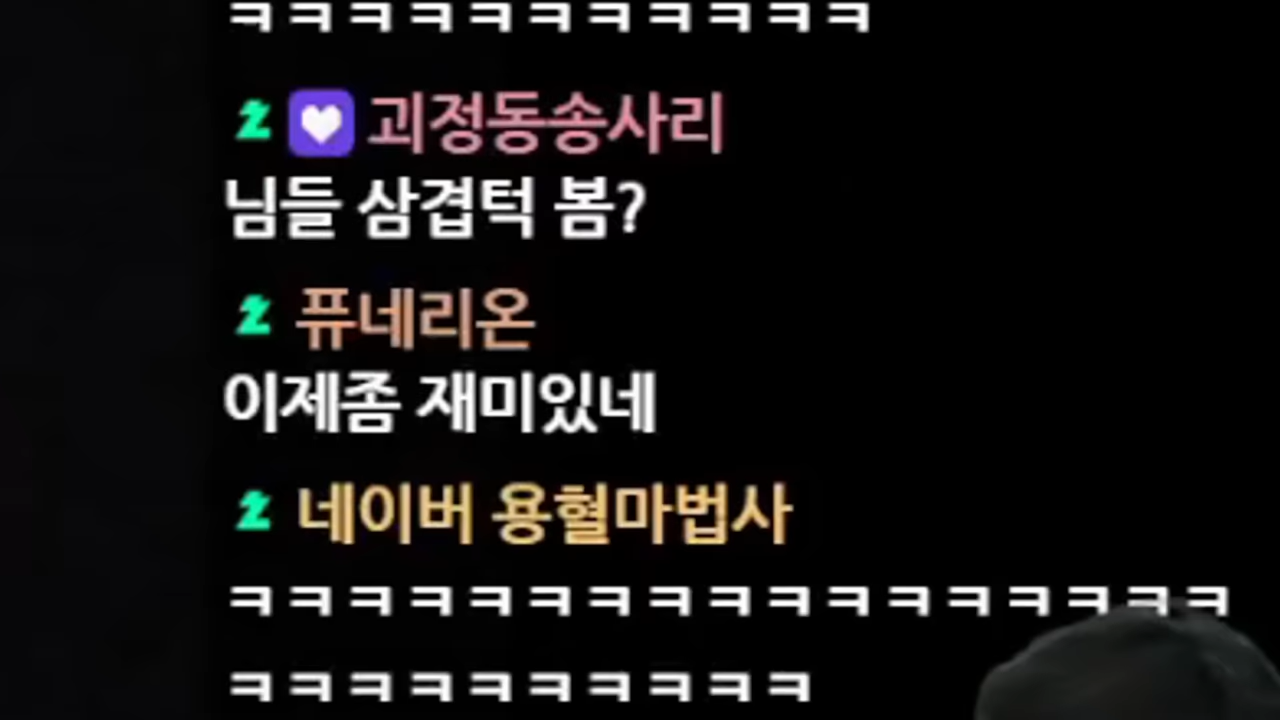 ㅋㅋㅋㅋㅋㅋㅋㅋㅋㅋㅋ
괴정동송사리
님들 삼겹턱 봄?
퓨네리온
이제좀 재미있네
네이버 용혈마법사
ㅋㅋㅋㅋㅋㅋㅋㅋㅋㅋㅋㅋㅋㅋㅋㅋㅋ
ㅋㅋㅋㅋㅋㅋㅋㅋㅋㅋ